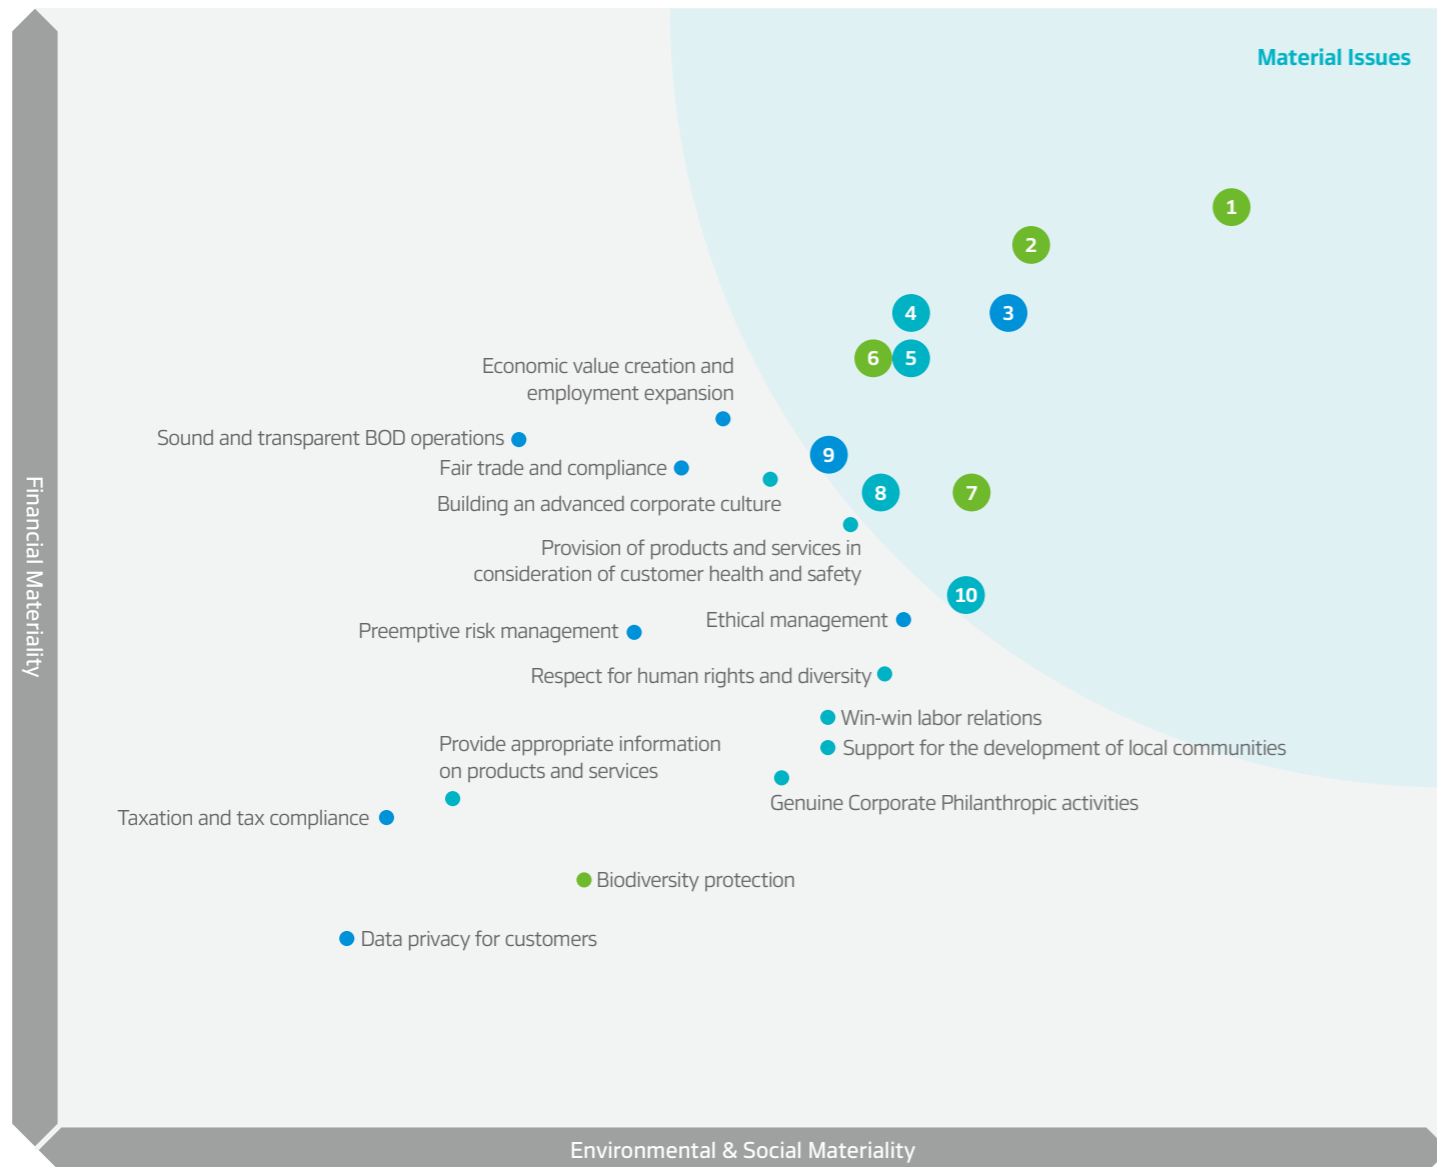 Material Issues
1
2
4
3
6
5
Economic value creation and
employment expansion
Sound and transparent BOD operations
9
Fair trade and compliance
Building an advanced corporate culture
8
7
Provision of products and services in
consideration of customer health and safety
10
Ethical management
Preemptive risk management
Respect for human rights and diversity
Win-win labor relations
Support for the development of local communities
Provide appropriate information
on products and services
Genuine Corporate Philanthropic activities
Taxation and tax compliance
Biodiversity protection
Data privacy for customers
Financial Materiality
Environmental & Social Materiality